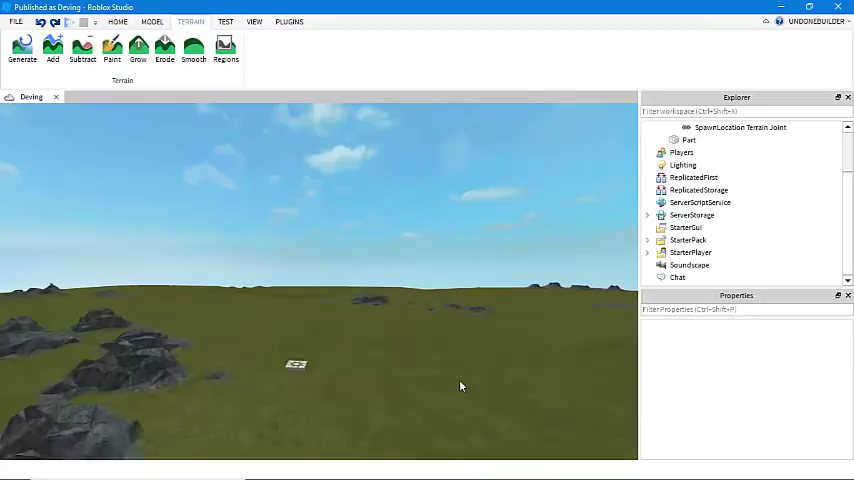 Published as Deving - Roblox Studio
FILE HOME MODEL TERRAIN TEST VIEW PLUGINS UNDONEBUILDER
Generate Add Subtract Paint Grow Erode Smooth Regions
Terrain
Deving
Explorer
Filter workspace (Ctrl+Shift+X)
SpawnLocation Terrain Joint
Part
Players
Lighting
ReplicatedFirst
ReplicatedStorage
ServerScriptService
ServerStorage
StarterGui
StarterPack
StarterPlayer
Soundscape
Chat
Properties
Filter Properties (Ctrl+Shift+P)